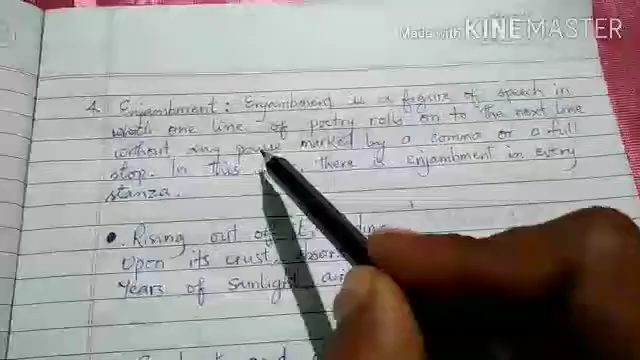 Made with KINEMASTER
4. Enjambment: Enjambment is a figure of speech in
which one line of poetry rolls on to the next line
without any pause marked by a comma or a full
stop. In this there is enjambment in every
stanza.
Rising out of
Upon its crust
years of sunlight